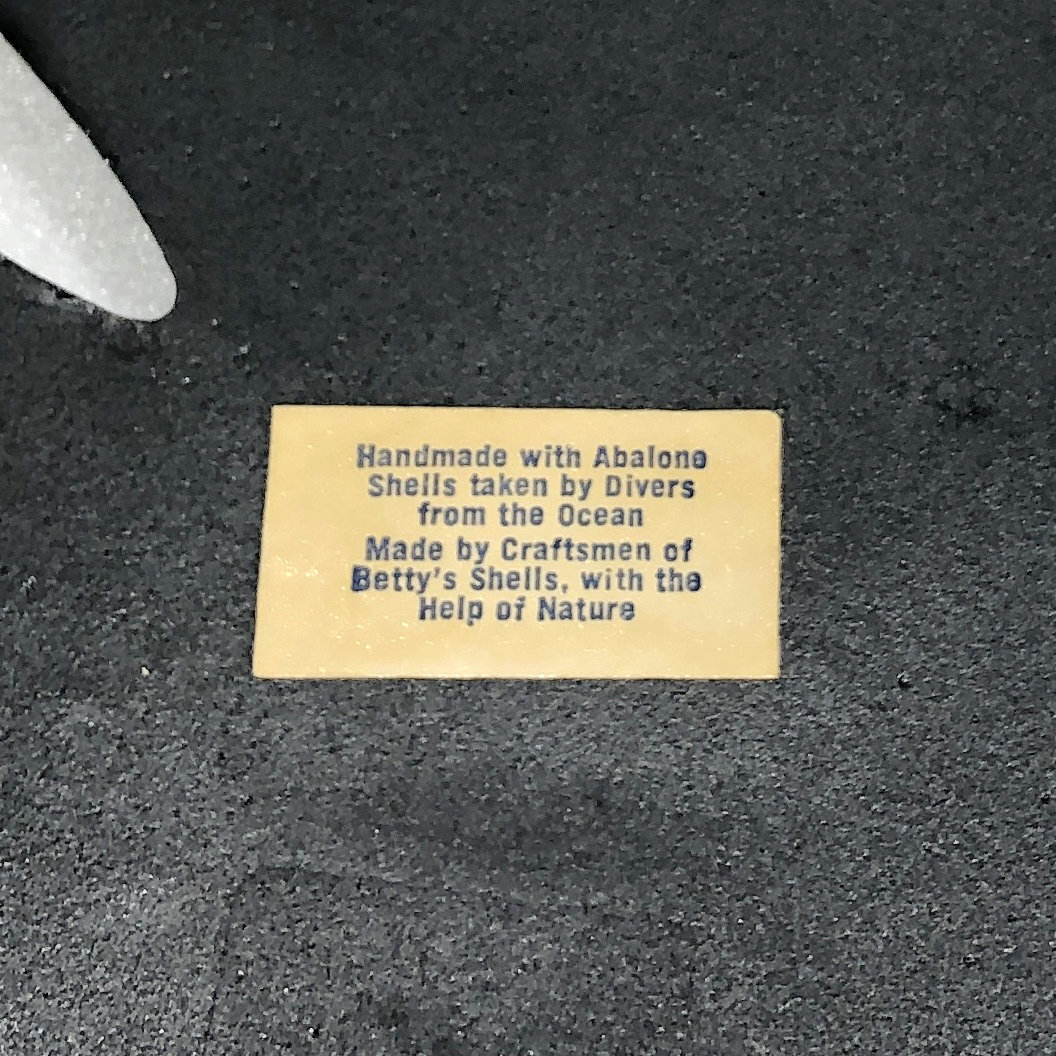 Handmade with Abalone
Shells taken by Divers
from the Ocean
Made by Craftsmen of
Betty's Shells, with the
Help of Nature